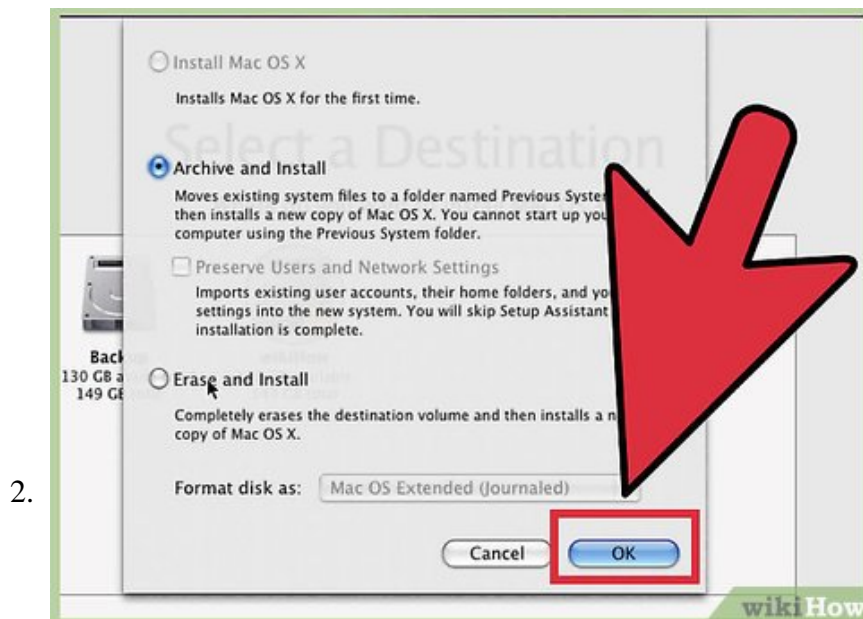 Install Mac OS X
Installs Mac OS X for the first time.
Select a Destination
Archive and Install
Moves existing system files to a folder named Previous System
then installs a new copy of Mac OS X. You cannot start up
computer using the Previous System folder.
Preserve Users and Network Settings
Imports existing user accounts, their home folders, and
settings into the new system. You will skip Setup Assistant
installation is complete.
130 GB
149 GB
Erase and Install
Completely erases the destination volume and then installs a
copy of Mac OS X.
2.
Format disk as: Mac OS Extended (Journaled)
Cancel OK
wikiHow